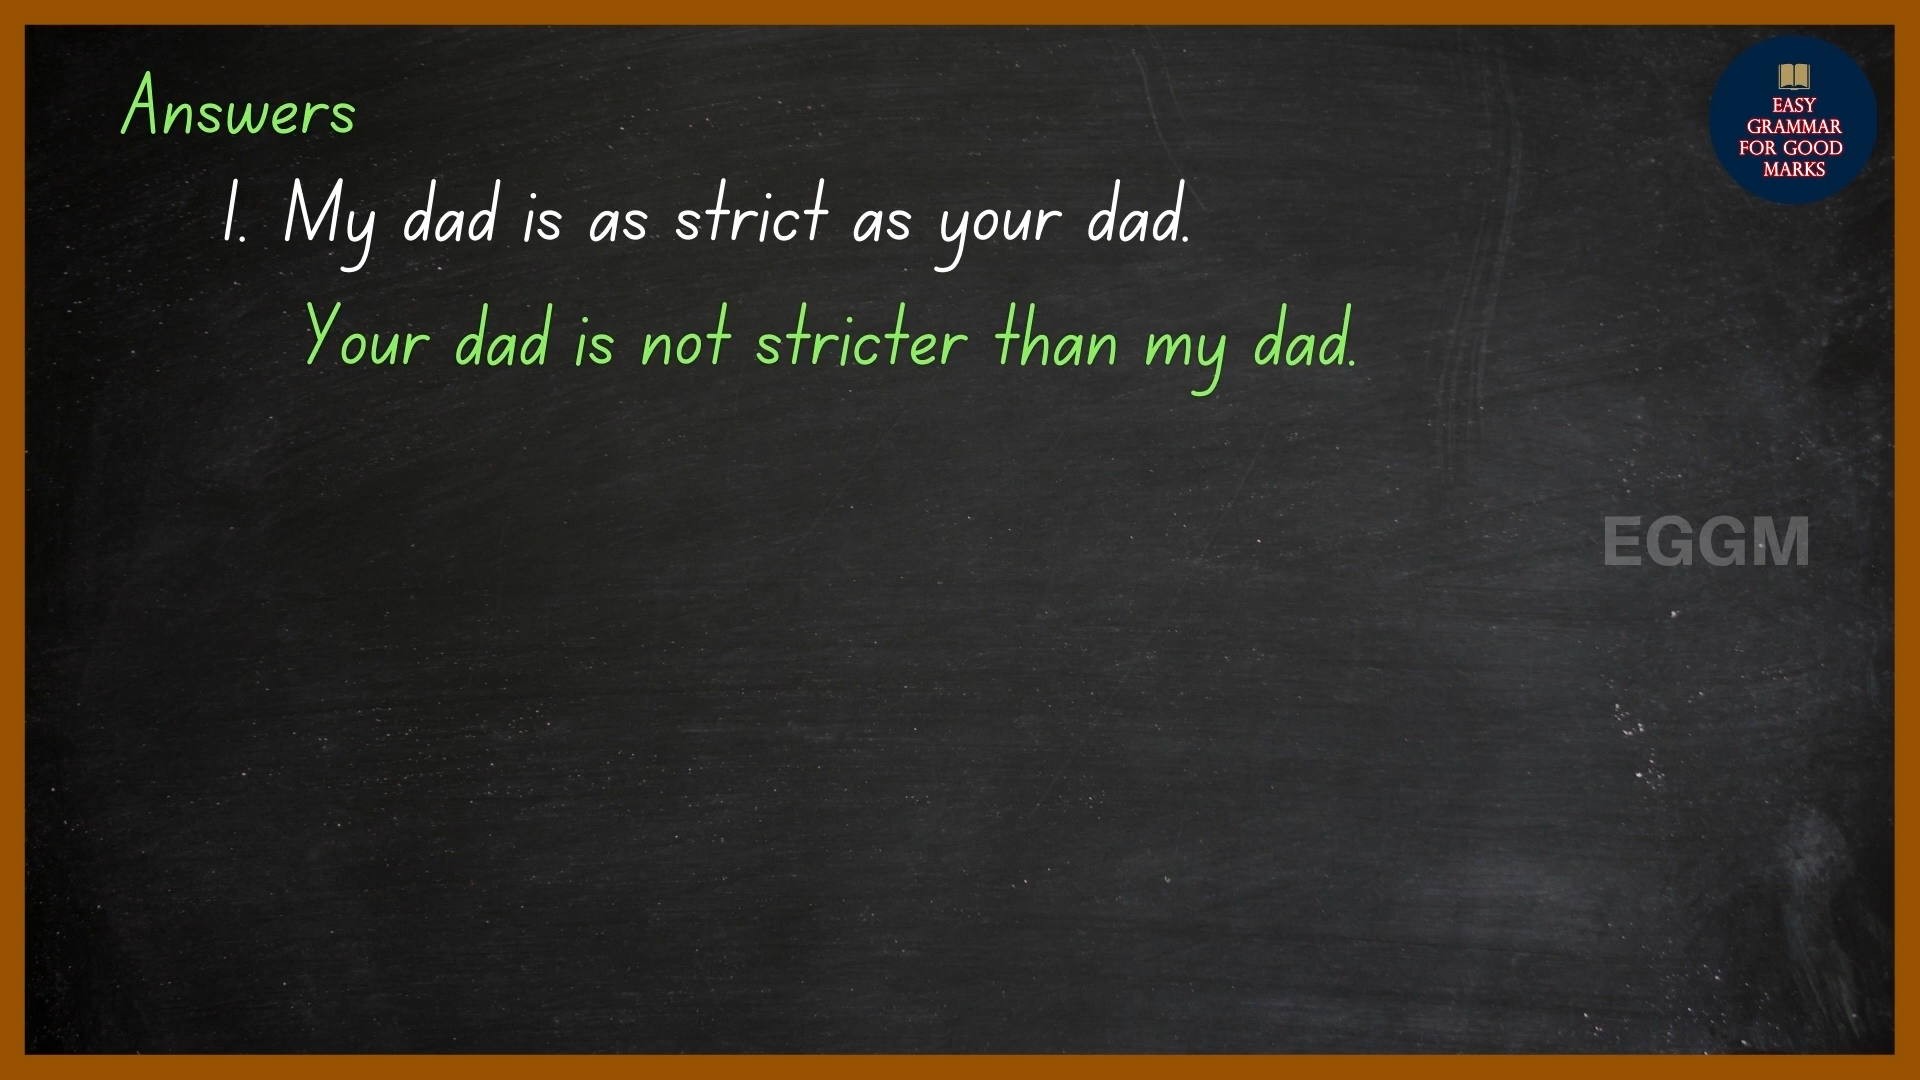 Answers
1. My dad is as strict as your dad.
Your dad is not stricter than my dad.
EASY
GRAMMAR
FOR GOOD
MARKS
EGGM